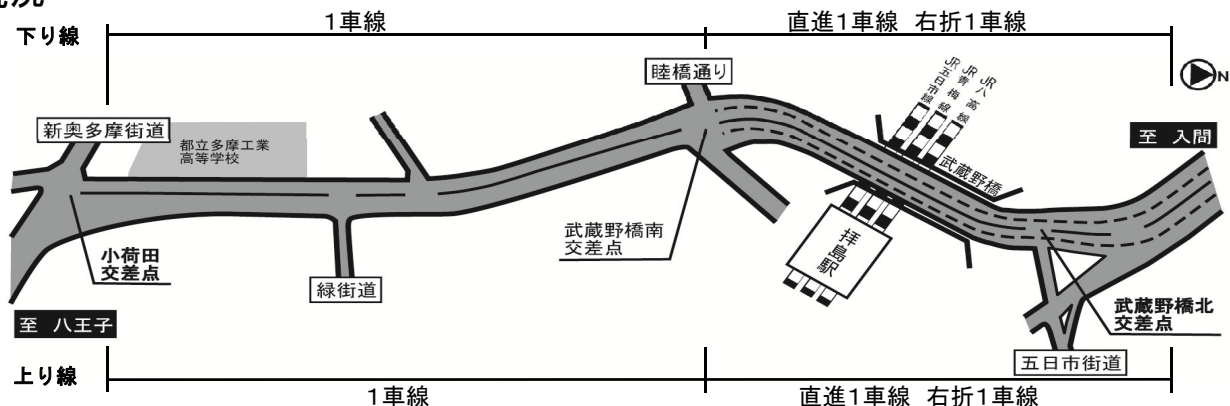 下り線
1車線
直進1車線 右折1車線
N
睦橋通り
JR五日市線
JR青梅線
JR八高線
新奥多摩街道
都立多摩工業
高等学校
至 入間
武蔵野橋
武蔵野橋南
交差点
拝島駅
小荷田
交差点
緑街道
武蔵野橋北
交差点
至 八王子
五日市街道
上り線
1車線
直進1車線 右折1車線